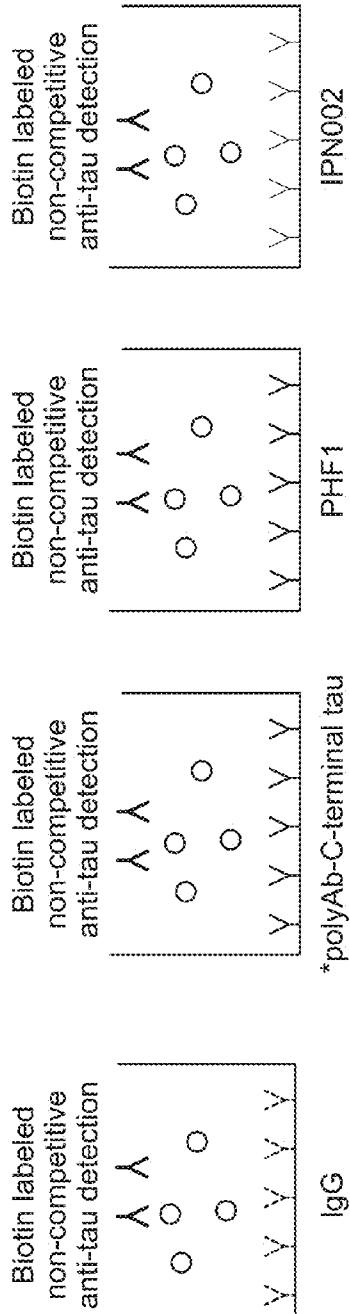 Biotin labeled
non-competitive
anti-tau detection
IgG
Biotin labeled
non-competitive
anti-tau detection
*polyAb-C-terminal tau
Biotin labeled
non-competitive
anti-tau detection
PHF1
Biotin labeled
non-competitive
anti-tau detection
IPN002